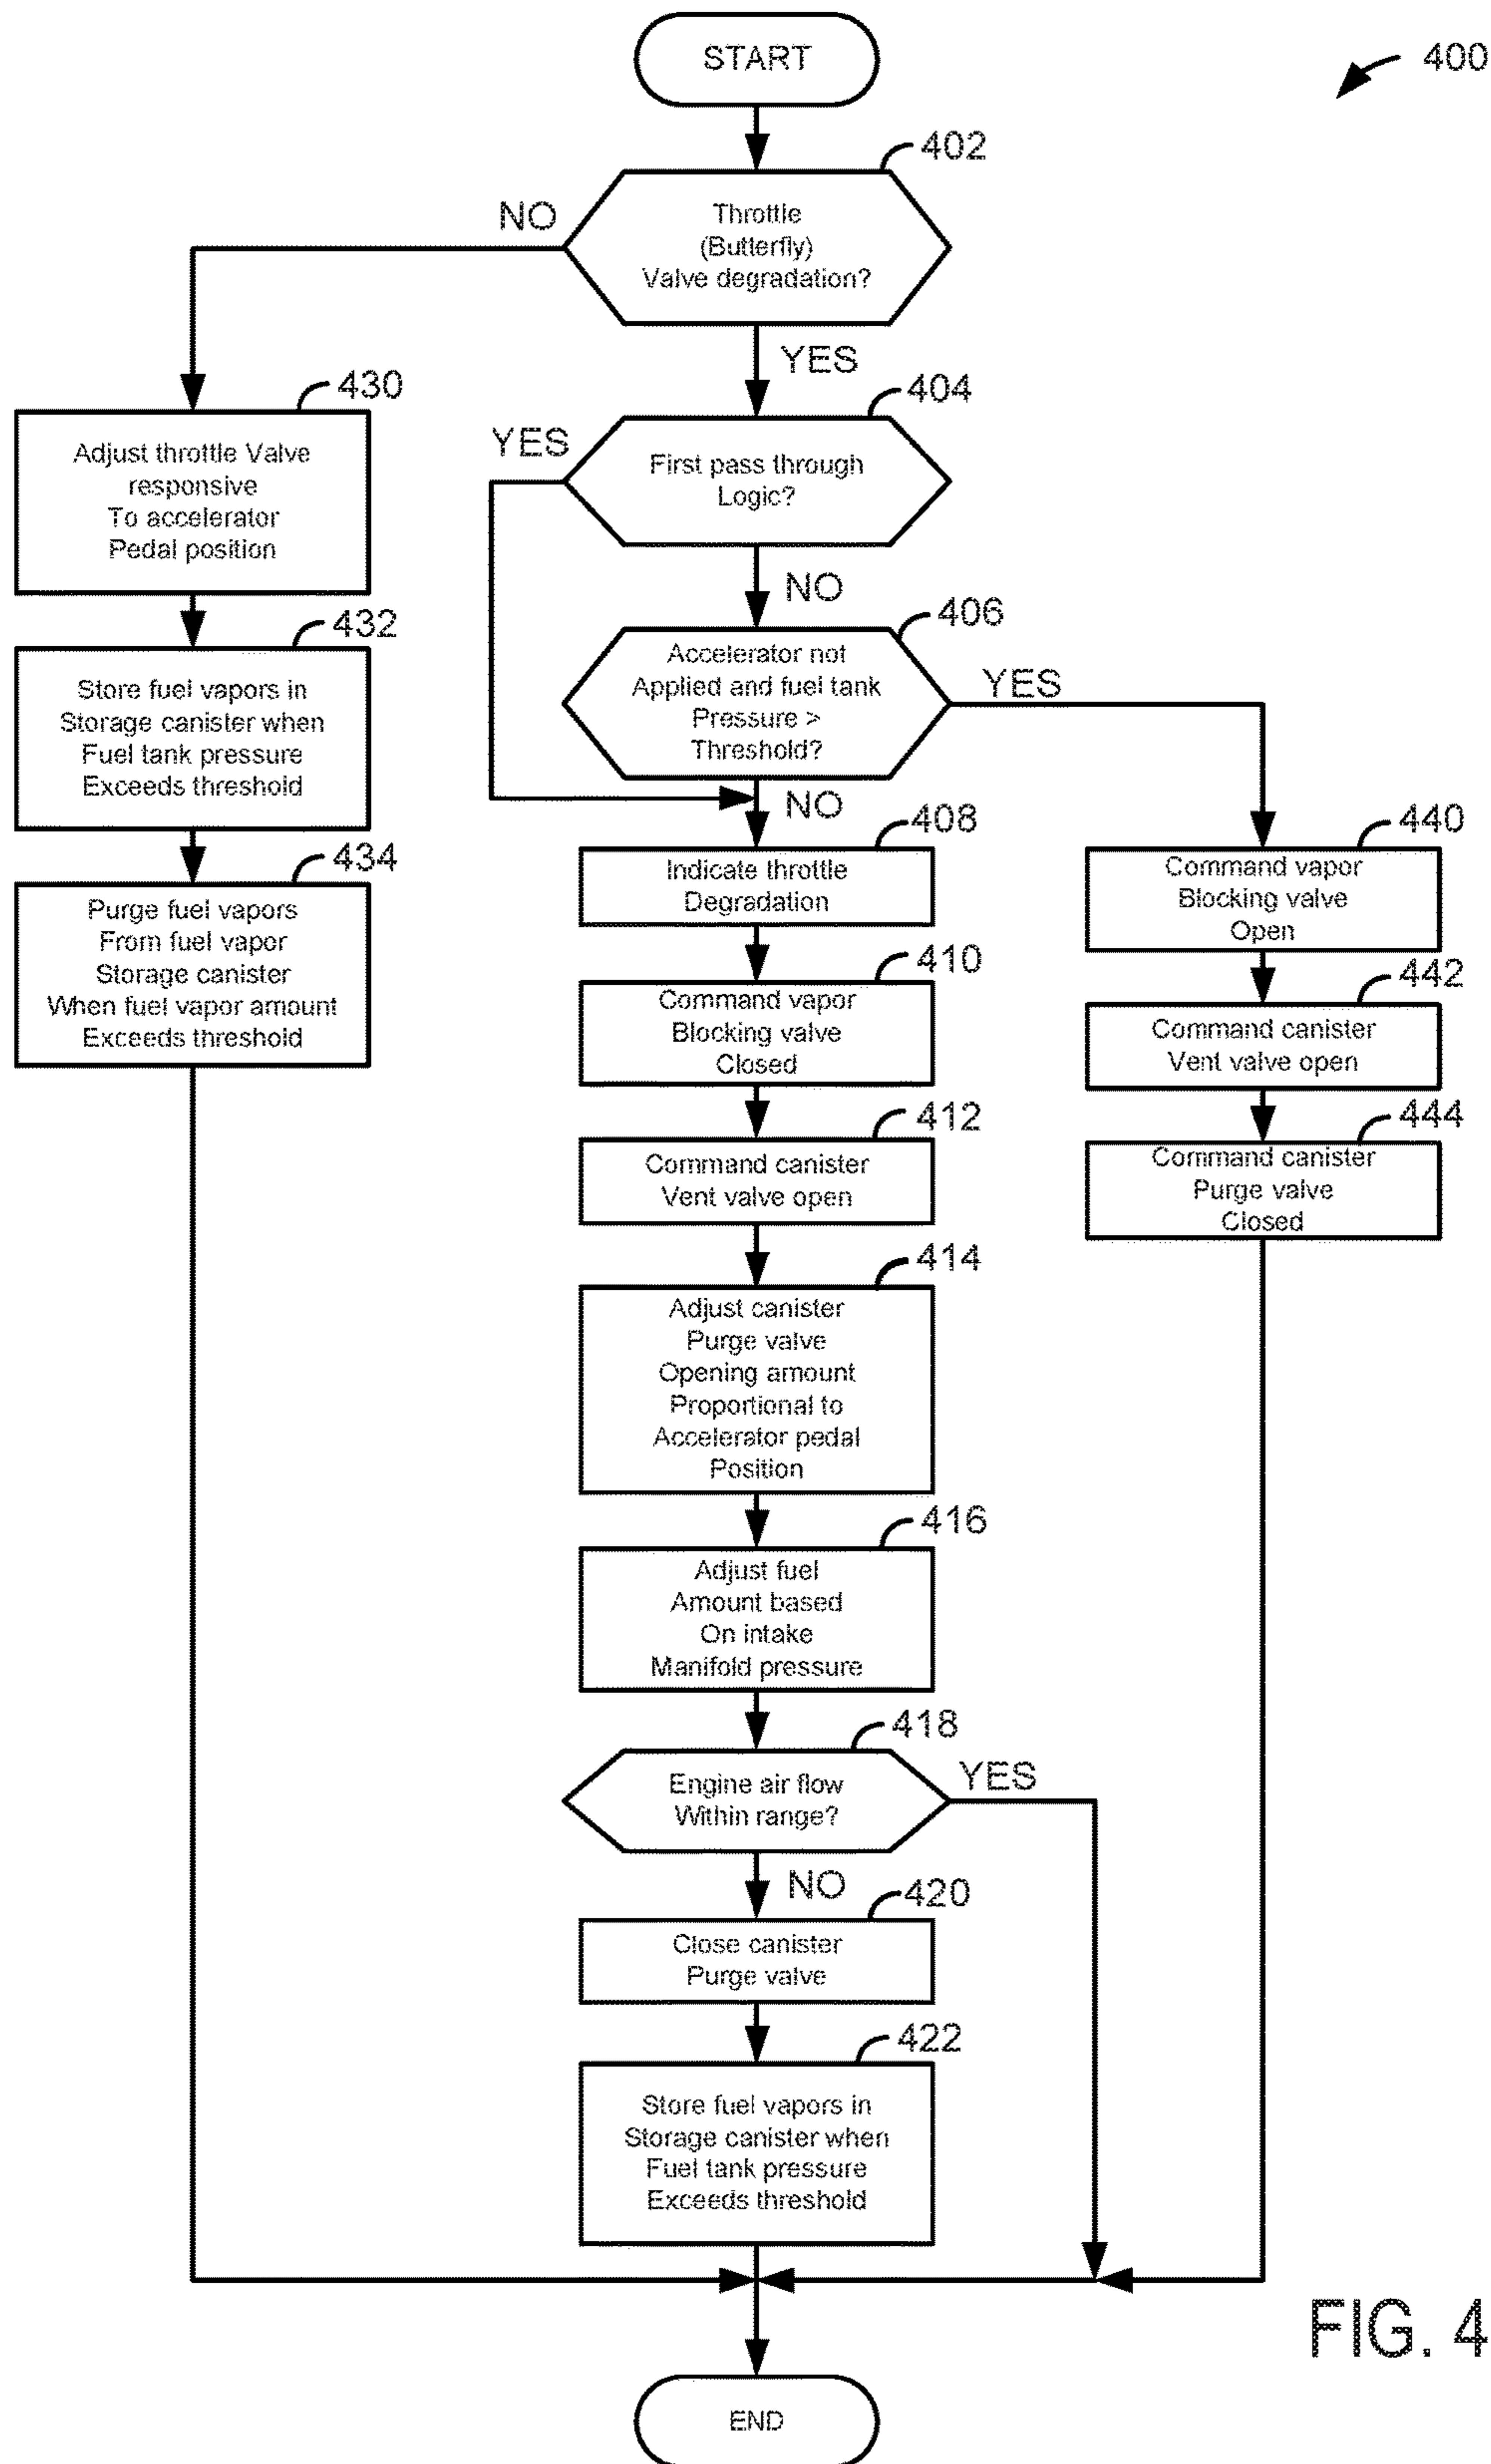 START
400
402
Throttle
(Butterfly)
Valve degradation?
NO
YES
430
Adjust throttle Valve
responsive
To accelerator
Pedal position
432
Store fuel vapors in
Storage canister when
Fuel tank pressure
Exceeds threshold
434
Purge fuel vapors
From fuel vapor
Storage canister
When fuel vapor amount
Exceeds threshold
404
First pass through
Logic?
YES
NO
406
Accelerator not
Applied and fuel tank
Pressure >
Threshold?
YES
NO
408
Indicate throttle
Degradation
410
Command vapor
Blocking valve
Closed
412
Command canister
Vent valve open
414
Adjust canister
Purge valve
Opening amount
Proportional to
Accelerator pedal
Position
416
Adjust fuel
Amount based
On intake
Manifold pressure
418
Engine air flow
Within range?
YES
NO
420
Close canister
Purge valve
422
Store fuel vapors in
Storage canister when
Fuel tank pressure
Exceeds threshold
440
Command vapor
Blocking valve
Open
442
Command canister
Vent valve open
444
Command canister
Purge valve
Closed
END
FIG. 4